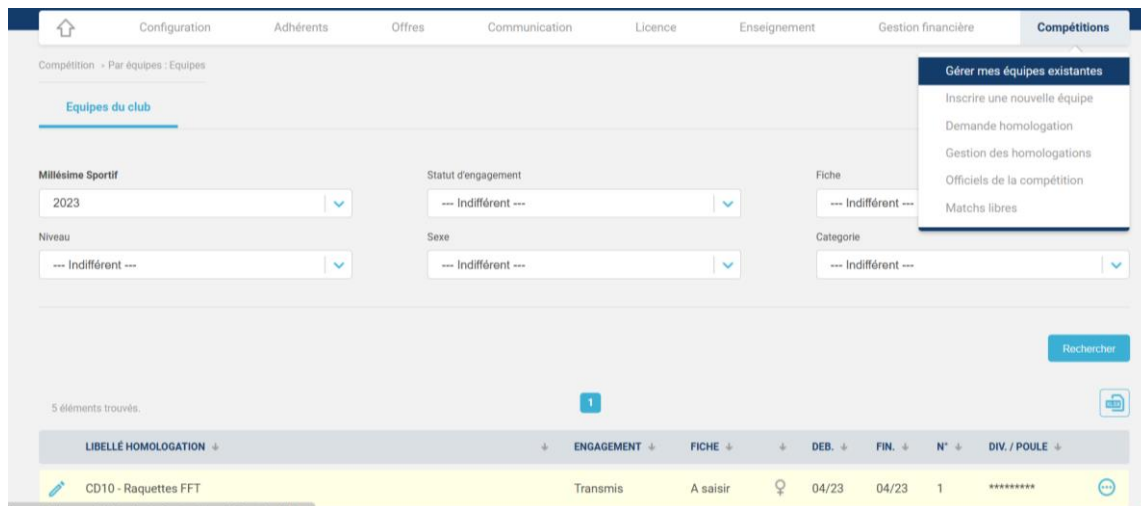 Configuration Adhérents Offres Communication Licence Enseignement Gestion financière Compétitions
Compétition - Par équipes : Equipes
Gérer mes équipes existantes
Inscrire une nouvelle équipe
Demande homologation
Gestion des homologations
Officiels de la compétition
Matchs libres
Equipes du club
Millésime Sportif Statut d'engagement Fiche
2023 --- Indifférent --- --- Indifférent ---
Niveau Sexe Categorie
--- Indifférent --- --- Indifférent --- --- Indifférent ---
Rechercher
5 éléments trouvés. 1
LIBELLÉ HOMOLOGATION ENGAGEMENT FICHE DEB. FIN. N° DIV. / POULE
CD10 - Raquettes FFT Transmis A saisir 04/23 04/23 1 *********